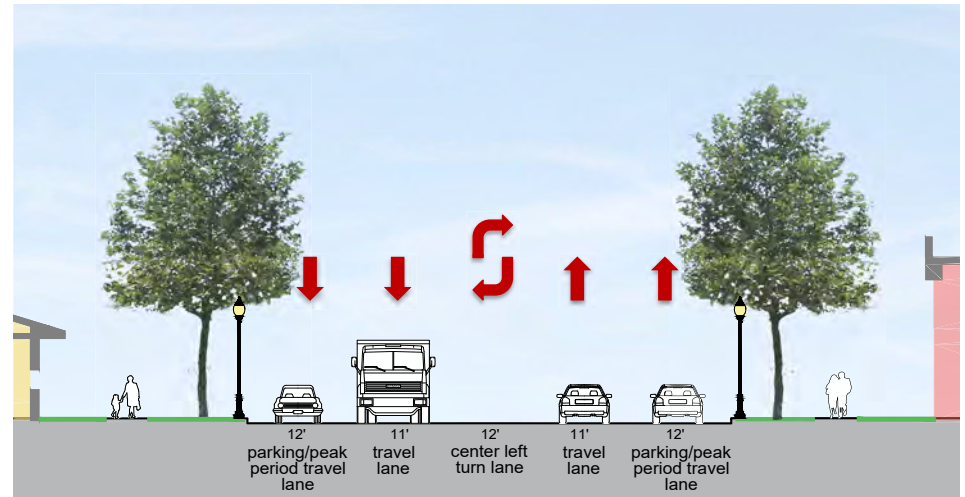 12'
parking/peak
period travel
lane
11'
travel
lane
12'
center left
turn lane
11'
travel
lane
12'
parking/peak
period travel
lane